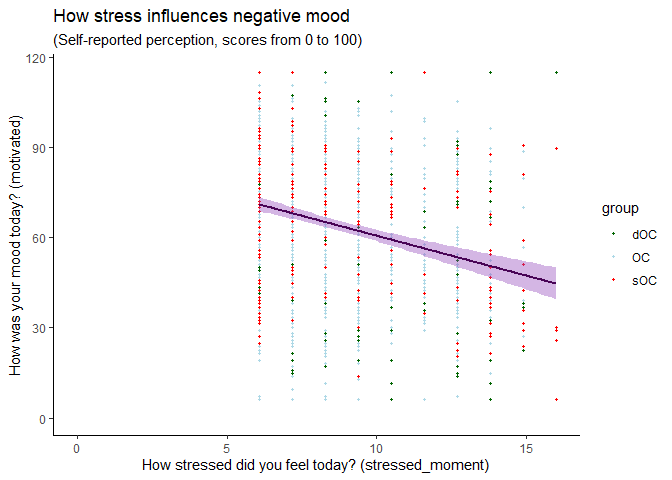 How stress influences negative mood
(Self-reported perception, scores from 0 to 100)
120
90
60
30
0
How was your mood today? (motivated)
0 5 10 15
How stressed did you feel today? (stressed_moment)
group
dOC
OC
sOC